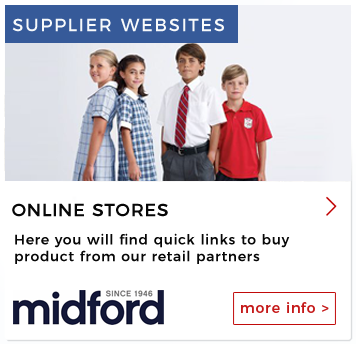 SUPPLIER WEBSITES
ONLINE STORES
Here you will find quick links to buy
product from our retail partners
SINCE 1946
midford
more info >